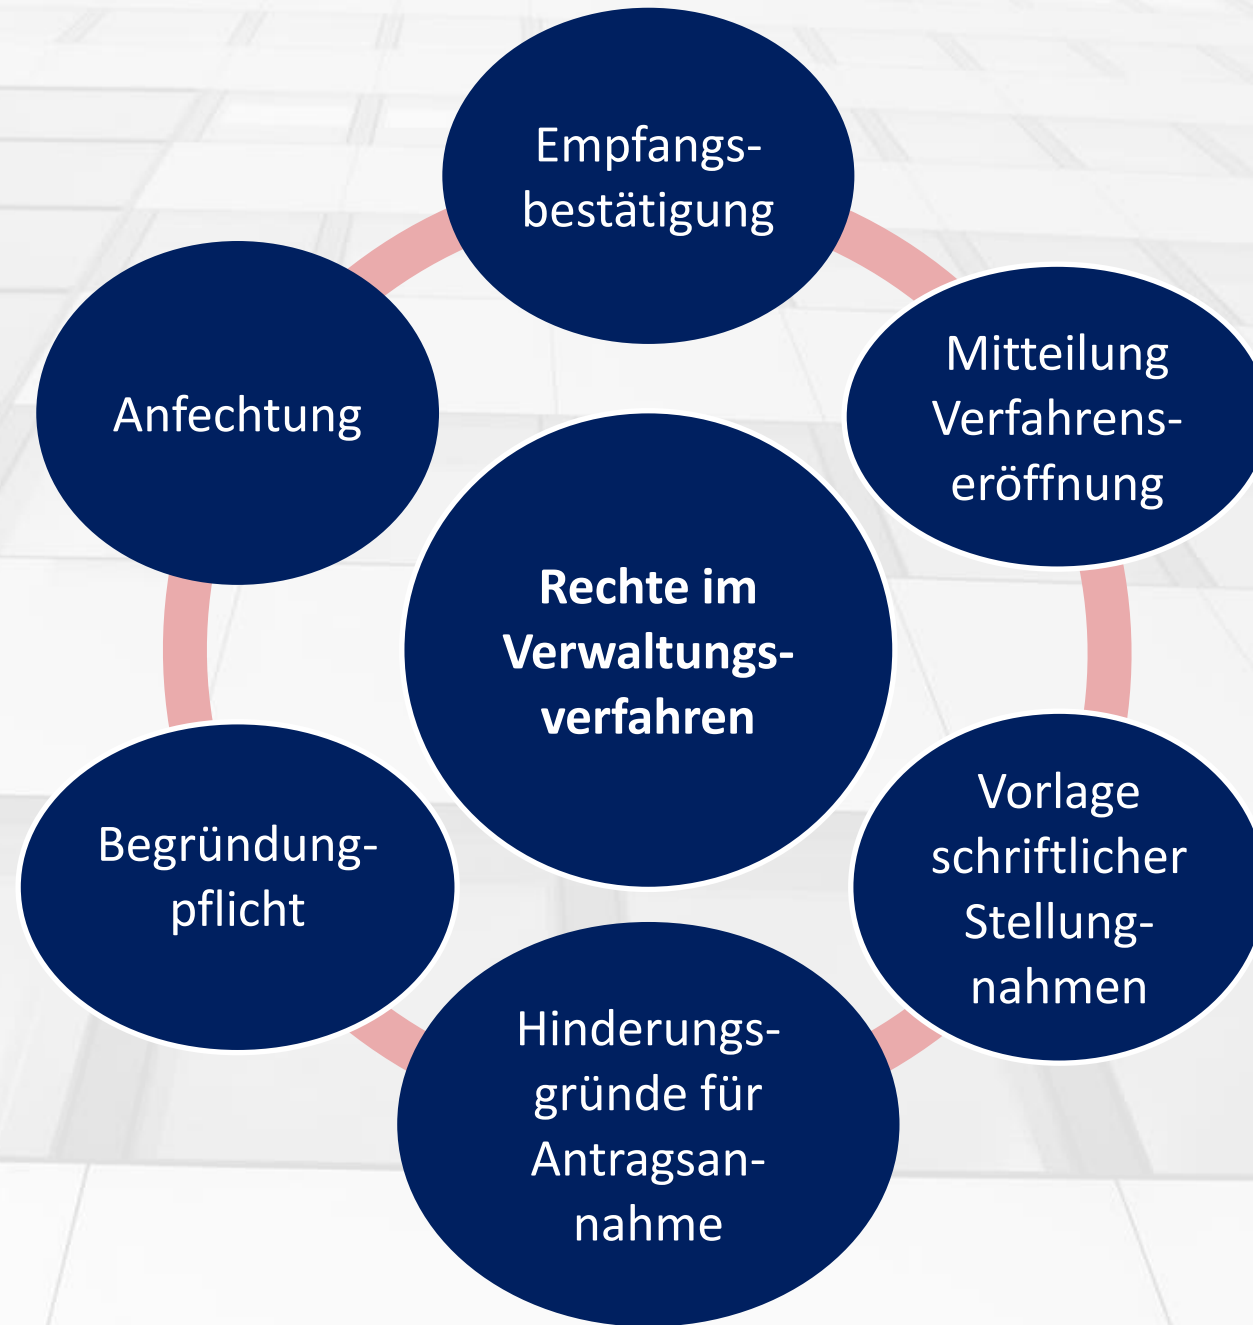 Empfangs-
bestätigung
Mitteilung
Verfahrens-
eröffnung
Vorlage
schriftlicher
Stellung-
nahmen
Hinderungs-
gründe für
Antragsan-
nahme
Begründung-
pflicht
Anfechtung
Rechte im
Verwaltungs-
verfahren